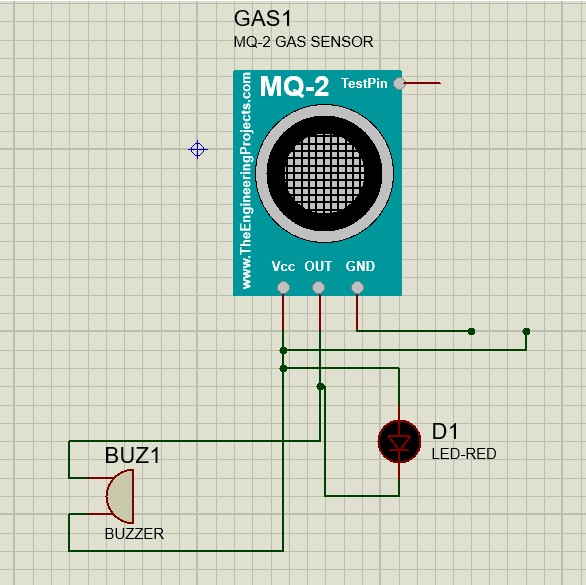 GAS1
MQ-2 GAS SENSOR
MQ-2
TestPin
www.TheEngineeringProjects.com
Vcc OUT GND
D1
LED-RED
BUZ1
BUZZER